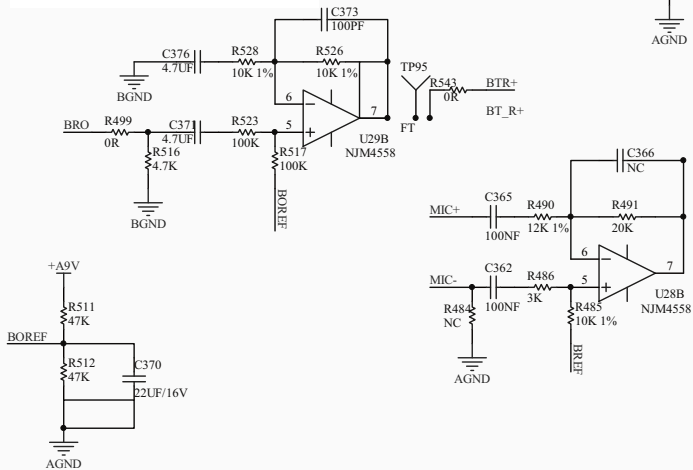 C373
100PF
AGND
C376
4.7UF
R528
10K 1%
R526
10K 1%
TP95
BGND
R543
0R
BTR+
BT_R+
6
7
FT
BRO
R499
0R
C371
4.7UF
R523
100K
5
U29B
NJM4558
R516
4.7K
R517
100K
BOREF
BGND
C366
NC
MIC+
C365
100NF
R490
12K 1%
R491
20K
6
7
MIC-
C362
100NF
R486
3K
5
U28B
NJM4558
R484
NC
R485
10K 1%
BREF
AGND
+A9V
R511
47K
BOREF
R512
47K
C370
22UF/16V
AGND